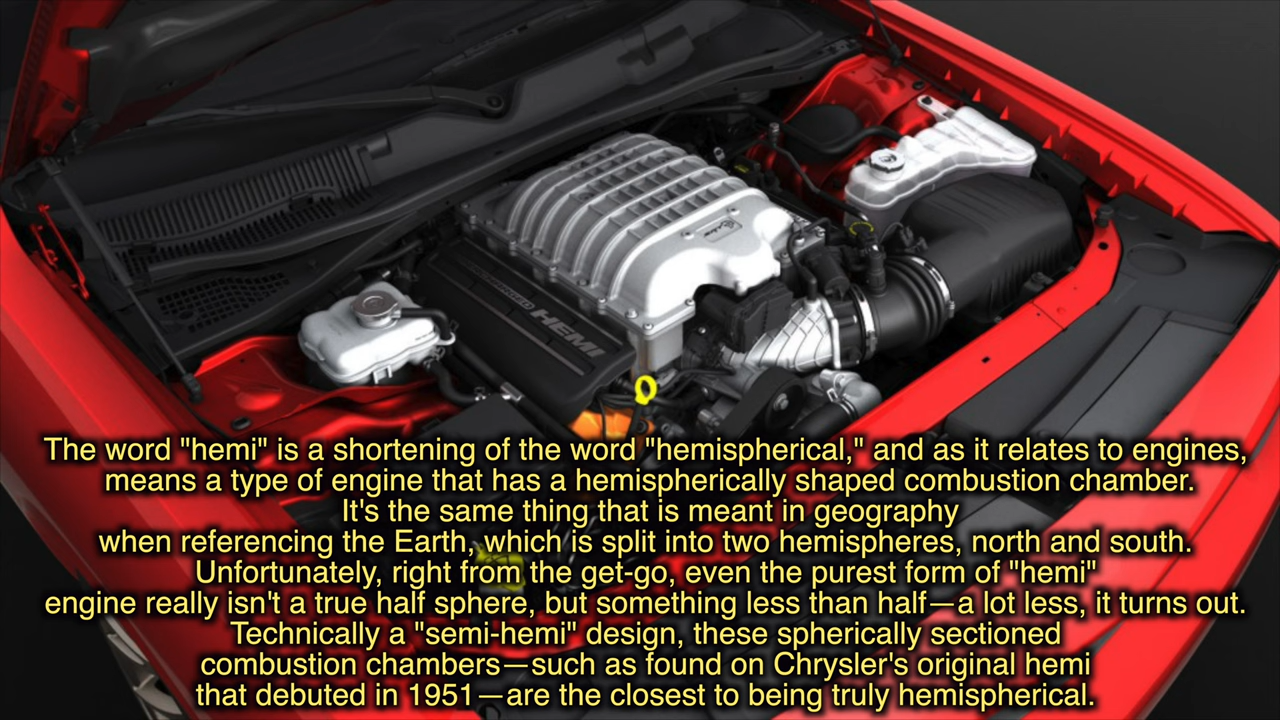 SUPERCHARGED HEMI
The word "hemi" is a shortening of the word "hemispherical," and as it relates to engines,
means a type of engine that has a hemispherically shaped combustion chamber.
It's the same thing that is meant in geography
when referencing the Earth, which is split into two hemispheres, north and south.
Unfortunately, right from the get-go, even the purest form of "hemi"
engine really isn't a true half sphere, but something less than half—a lot less, it turns out.
Technically a "semi-hemi" design, these spherically sectioned
combustion chambers—such as found on Chrysler's original hemi
that debuted in 1951—are the closest to being truly hemispherical.